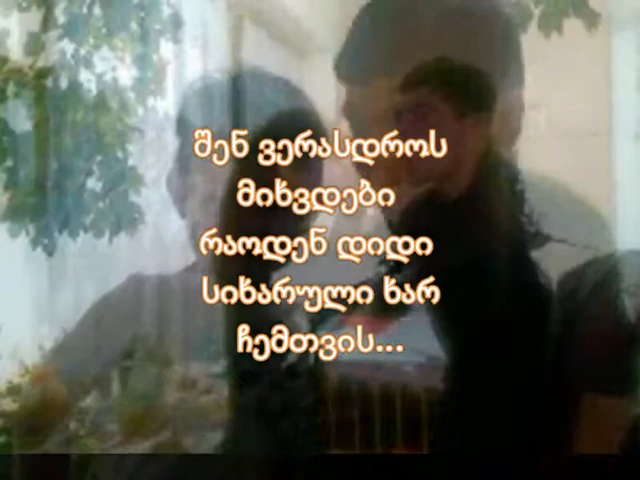 შენ ვერასდროს
მიხვდები
რაოდენ დიდი
სიხარული ხარ
ჩემთვის...